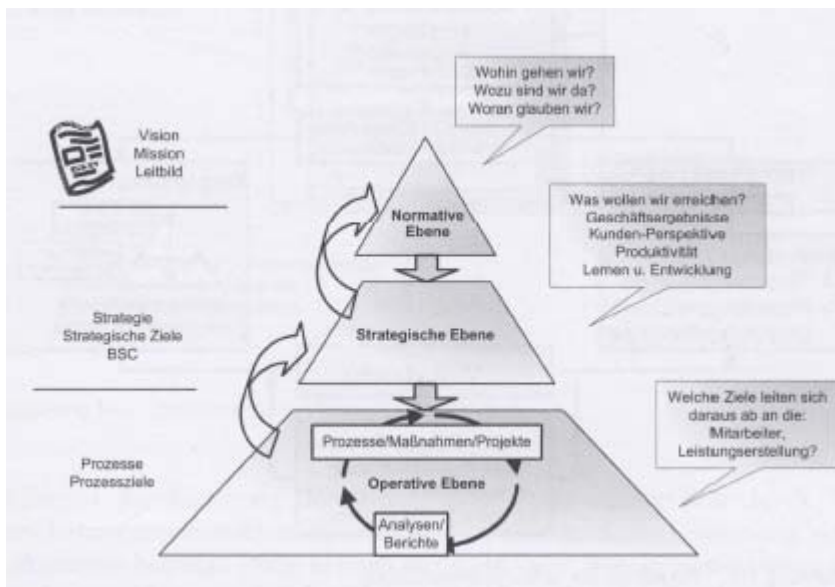 Wohin gehen wir?
Wozu sind wir da?
Woran glauben wir?
Vision
Mission
Leitbild
Normative
Ebene
Was wollen wir erreichen?
Geschäftsergebnisse
Kunden-Perspektive
Produktivität
Lernen u. Entwicklung
Strategie
Strategische Ziele
BSC
Strategische Ebene
Welche Ziele leiten sich
daraus ab an die:
Mitarbeiter,
Leistungserstellung?
Prozesse/Maßnahmen/Projekte
Prozesse
Prozessziele
Operative Ebene
Analysen/
Berichte